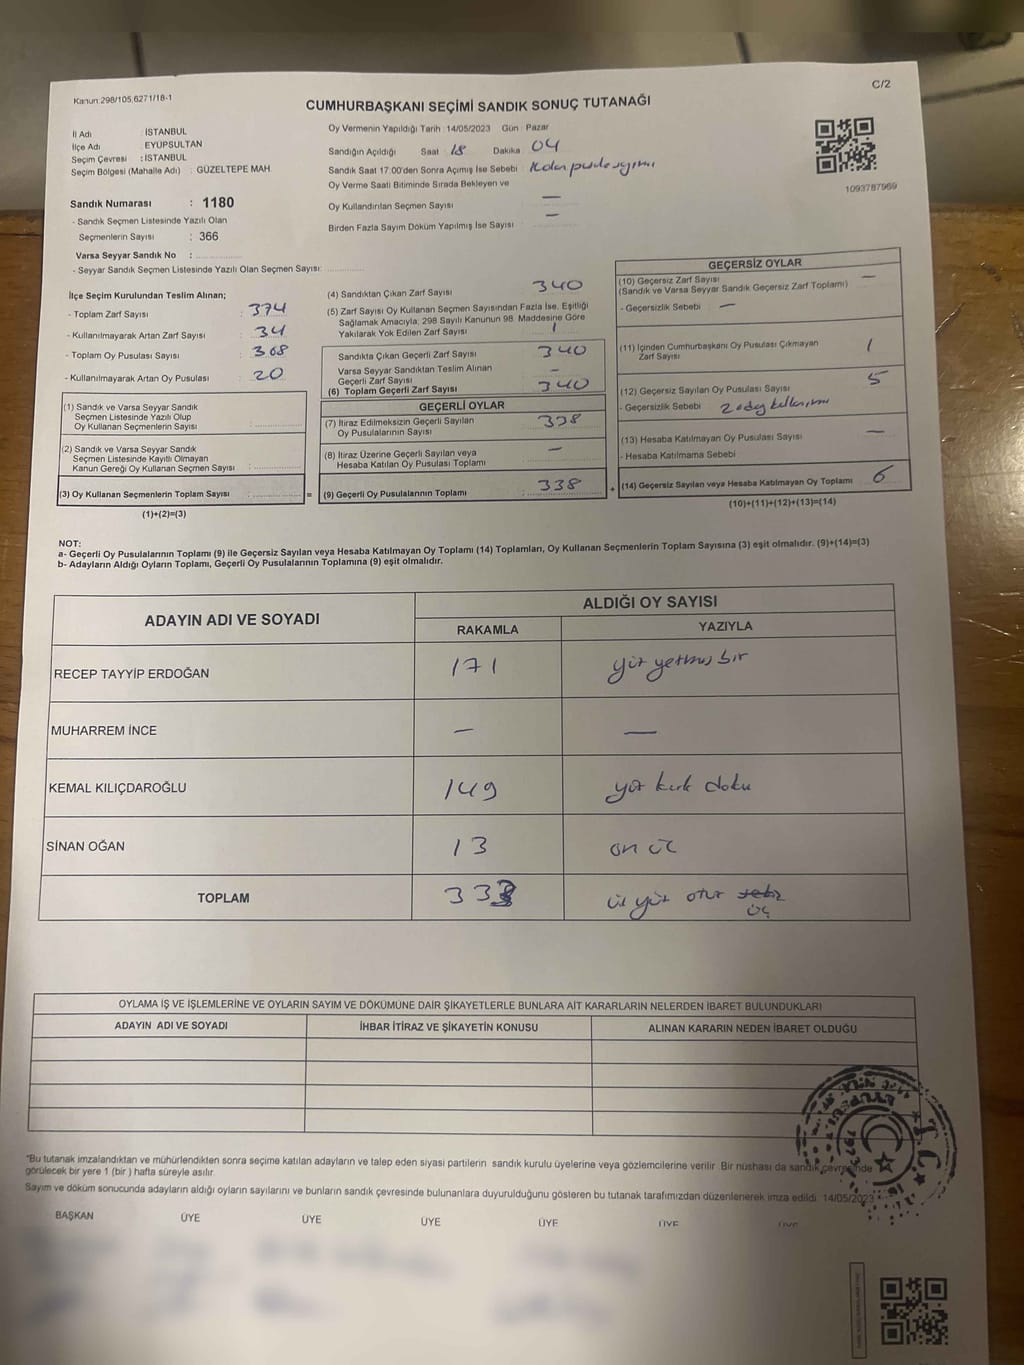 Kanun:298/105,6271/18-1
C/2
CUMHURBAŞKANI SEÇİMİ SANDIK SONUÇ TUTANAĞI
İl Adı : İSTANBUL
İlçe Adı : EYÜPSULTAN
Seçim Çevresi : İSTANBUL
Seçim Bölgesi (Mahalle Adı) : GÜZELTEPE MAH
Sandık Numarası : 1180
- Sandık Seçmen Listesinde Yazılı Olan
Seçmenlerin Sayısı : 366
Varsa Seyyar Sandık No :
- Seyyar Sandık Seçmen Listesinde Yazılı Olan Seçmen Sayısı:
Oy Vermenin Yapıldığı Tarih :14/05/2023 Gün : Pazar
Sandığın Açıldığı Saat : 18 Dakika : 04
Sandık Saat 17:00'den Sonra Açımış İse Sebebi :
Oy Verme Saati Bitiminde Sırada Bekleyen ve
Oy Kullandırılan Seçmen Sayısı : —
Birden Fazla Sayım Döküm Yapılmış İse Sayısı : —
1093787969
İlçe Seçim Kurulundan Teslim Alınan;
- Toplam Zarf Sayısı : 374
- Kullanılmayarak Artan Zarf Sayısı : 34
- Toplam Oy Pusulası Sayısı : 368
- Kullanılmayarak Artan Oy Pusulası : 20
(1) Sandık ve Varsa Seyyar Sandık
Seçmen Listesinde Yazılı Olup
Oy Kullanan Seçmenlerin Sayısı :
(2) Sandık ve Varsa Seyyar Sandık
Seçmen Listesinde Kayıtlı Olmayan
Kanun Gereği Oy Kullanan Seçmen Sayısı :
(3) Oy Kullanan Seçmenlerin Toplam Sayısı : =
(1)+(2)=(3)
(4) Sandıktan Çıkan Zarf Sayısı : 340
(5) Zarf Sayısı Oy Kullanan Seçmen Sayısından Fazla İse, Eşitliği
Sağlamak Amacıyla; 298 Sayılı Kanunun 98. Maddesine Göre
Yakılarak Yok Edilen Zarf Sayısı : 1
Sandıkta Çıkan Geçerli Zarf Sayısı : 340
Varsa Seyyar Sandıktan Teslim Alınan
Geçerli Zarf Sayısı : -
(6) Toplam Geçerli Zarf Sayısı : 340
GEÇERLİ OYLAR
(7) İtiraz Edilmeksizin Geçerli Sayılan
Oy Pusulalarının Sayısı : 338
(8) İtiraz Üzerine Geçerli Sayılan veya
Hesaba Katılan Oy Pusulası Toplamı : —
(9) Geçerli Oy Pusulalarının Toplamı : 338 +
GEÇERSİZ OYLAR
(10) Geçersiz Zarf Sayısı : —
(Sandık ve Varsa Seyyar Sandık Geçersiz Zarf Toplamı)
- Geçersizlik Sebebi : —
(11) İçinden Cumhurbaşkanı Oy Pusulası Çıkmayan
Zarf Sayısı : 1
(12) Geçersiz Sayılan Oy Pusulası Sayısı : 5
- Geçersizlik Sebebi : 2 adey
(13) Hesaba Katılmayan Oy Pusulası Sayısı : —
- Hesaba Katılmama Sebebi
(14) Geçersiz Sayılan veya Hesaba Katılmayan Oy Toplamı : 6
(10)+(11)+(12)+(13)=(14)
NOT:
a- Geçerli Oy Pusulalarının Toplamı (9) ile Geçersiz Sayılan veya Hesaba Katılmayan Oy Toplamı (14) Toplamları, Oy Kullanan Seçmenlerin Toplam Sayısına (3) eşit olmalıdır. (9)+(14)=(3)
b- Adayların Aldığı Oyların Toplamı, Geçerli Oy Pusulalarının Toplamına (9) eşit olmalıdır.
ADAYIN ADI VE SOYADI
ALDIĞI OY SAYISI
RAKAMLA YAZIYLA
RECEP TAYYİP ERDOĞAN 171 yüz yetmiş bir
MUHARREM İNCE — —
KEMAL KILIÇDAROĞLU 149 yüz kırk doku
SİNAN OĞAN 13 on üç
TOPLAM 333 üç yüz otuz sekiz
üç
OYLAMA İŞ VE İŞLEMLERİNE VE OYLARIN SAYIM VE DÖKÜMÜNE DAİR ŞİKAYETLERLE BUNLARA AİT KARARLARIN NELERDEN İBARET BULUNDUKLARI
ADAYIN ADI VE SOYADI İHBAR İTİRAZ VE ŞİKAYETİN KONUSU ALINAN KARARIN NEDEN İBARET OLDUĞU
T.C.
"Bu tutanak imzalandıktan ve mühürlendikten sonra seçime katılan adayların ve talep eden siyasi partilerin sandık kurulu üyelerine veya gözlemcilerine verilir. Bir nüshası da sandık çevresinde
görülecek bir yere 1 (bir) hafta süreyle asılır.
Sayım ve döküm sonucunda adayların aldığı oyların sayılarını ve bunların sandık çevresinde bulunanlara duyurulduğunu gösteren bu tutanak tarafımızdan düzenlenerek imza edildi. 14/05/2023
BAŞKAN ÜYE ÜYE ÜYE ÜYE ÜYE ÜYE